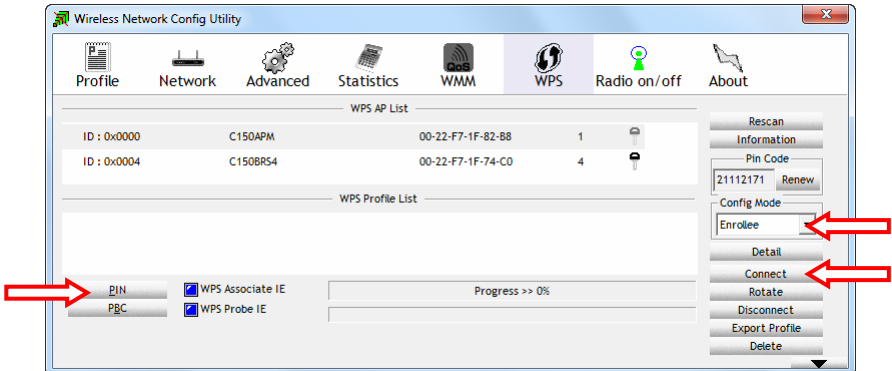 Wireless Network Config Utility
x
Profile Network Advanced Statistics WMM WPS Radio on/off About
QoS
WPS AP List
ID : 0x0000 C150APM 00-22-F7-1F-82-B8 1
ID : 0x0004 C150BRS4 00-22-F7-1F-74-C0 4
WPS Profile List
PIN WPS Associate IE Progress >> 0%
PBC WPS Probe IE
Rescan
Information
Pin Code
21112171 Renew
Config Mode
Enrollee
Detail
Connect
Rotate
Disconnect
Export Profile
Delete